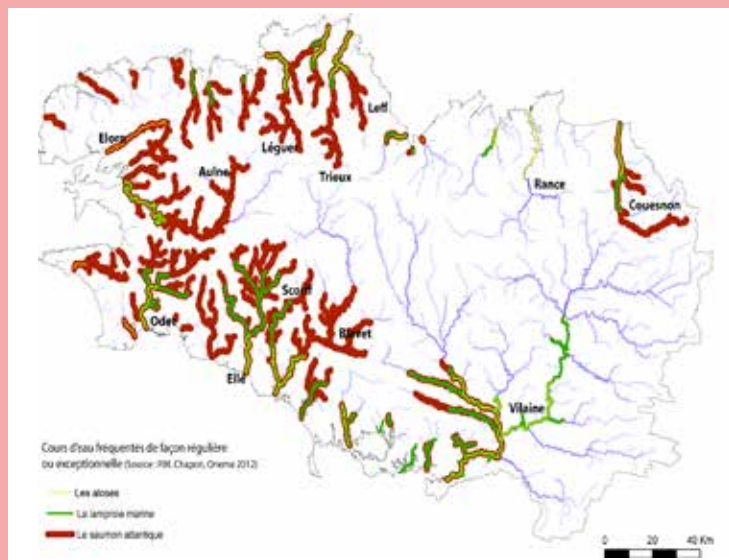 Leff
Elorn
Léguer
Aulne
Trieux
Rance
Couesnon
Scorff
Odet
Blavet
Ellé
Vilaine
Cours d'eau fréquentés de façon régulière
ou exceptionnelle (Source : P.M. Chapon, Onema 2012)
Les aloses
La lamproie marine
Le saumon atlantique
0 20 40 Km